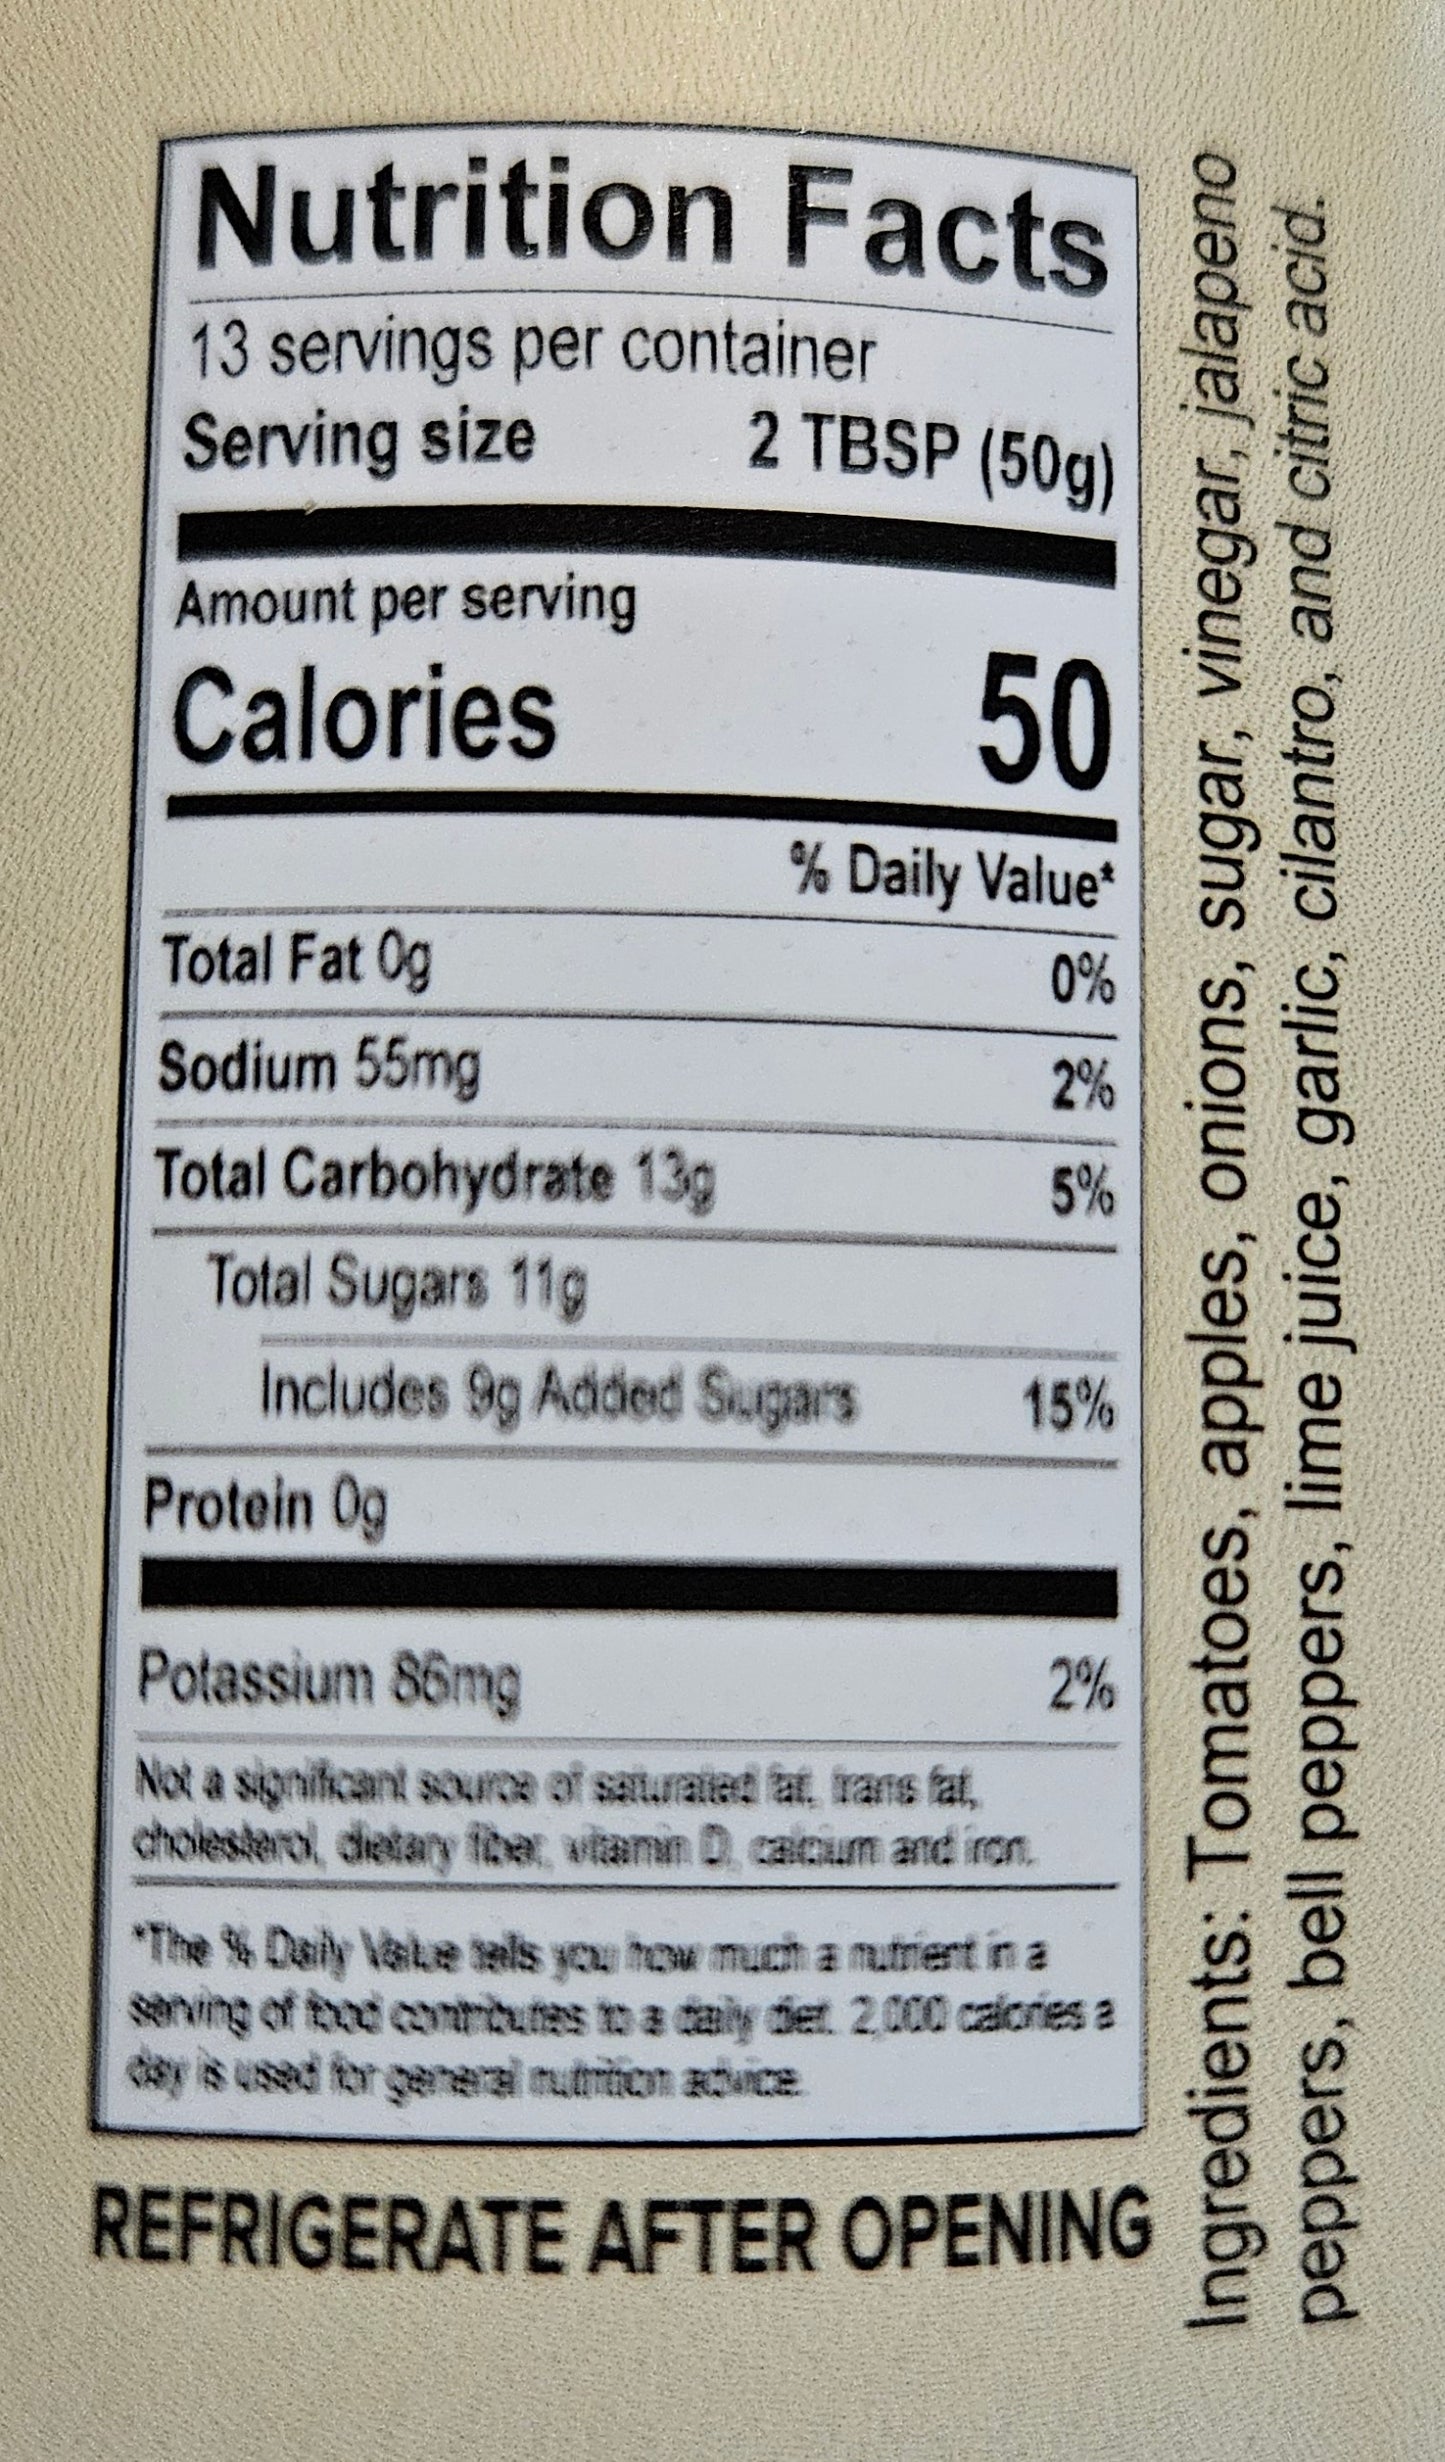 Nutrition Facts
13 servings per container
Serving size 2 TBSP (50g)
Amount per serving
Calories 50
% Daily Value*
Total Fat 0g 0%
Sodium 55mg 2%
Total Carbohydrate 13g 5%
Total Sugars 11g
Includes 9g Added Sugars 15%
Protein 0g
Potassium 86mg 2%
Not a significant source of saturated fat, trans fat,
cholesterol, dietary fiber, vitamin D, calcium and iron.
*The % Daily Value tells you how much a nutrient in a
serving of food contributes to a daily diet. 2,000 calories a
day is used for general nutrition advice.
REFRIGERATE AFTER OPENING
Ingredients: Tomatoes, apples, onions, sugar, vinegar, jalapeno
peppers, bell peppers, lime juice, garlic, cilantro, and citric acid.